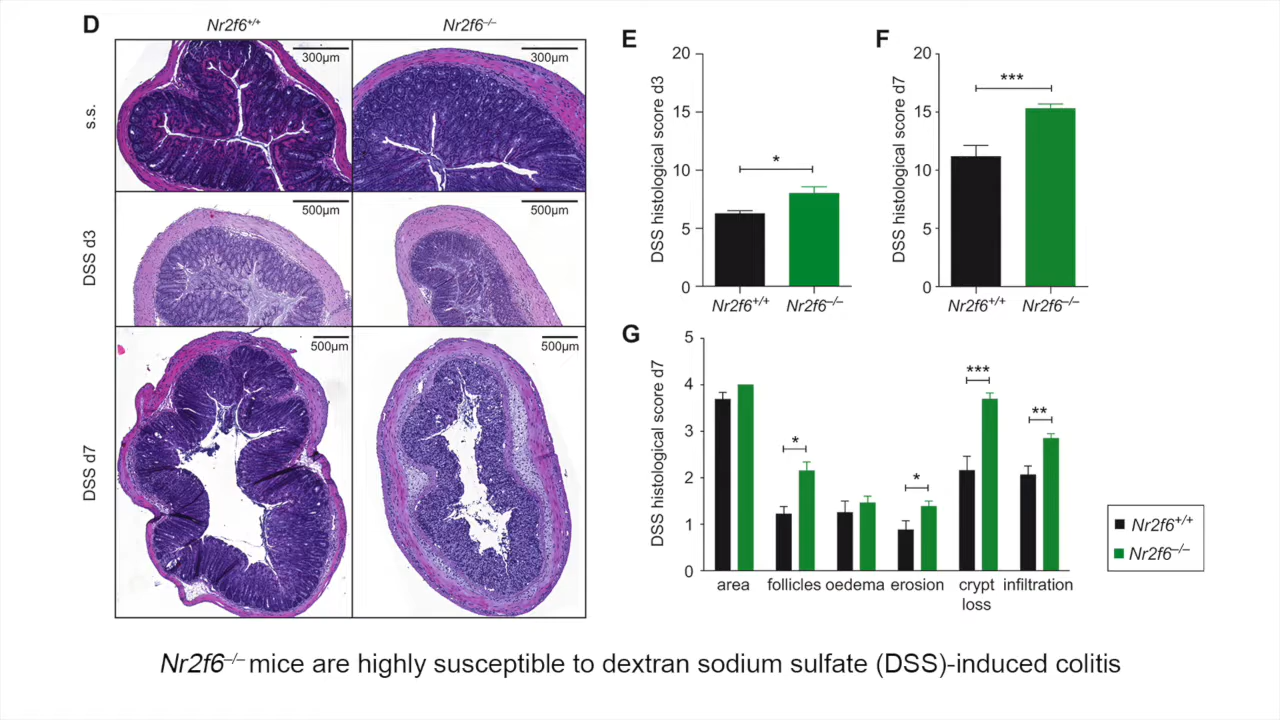 D
Nr2f6+/+
Nr2f6–/–
s.s.
300µm
300µm
DSS d3
500µm
500µm
DSS d7
500µm
500µm
E
DSS histological score d3
20
15
10
5
0
*
Nr2f6+/+
Nr2f6–/–
F
DSS histological score d7
20
15
10
5
0
***
Nr2f6+/+
Nr2f6–/–
G
DSS histological score d7
5
4
3
2
1
0
*
*
***
**
area
follicles
oedema
erosion
crypt
loss
infiltration
Nr2f6+/+
Nr2f6–/–
Nr2f6–/– mice are highly susceptible to dextran sodium sulfate (DSS)-induced colitis